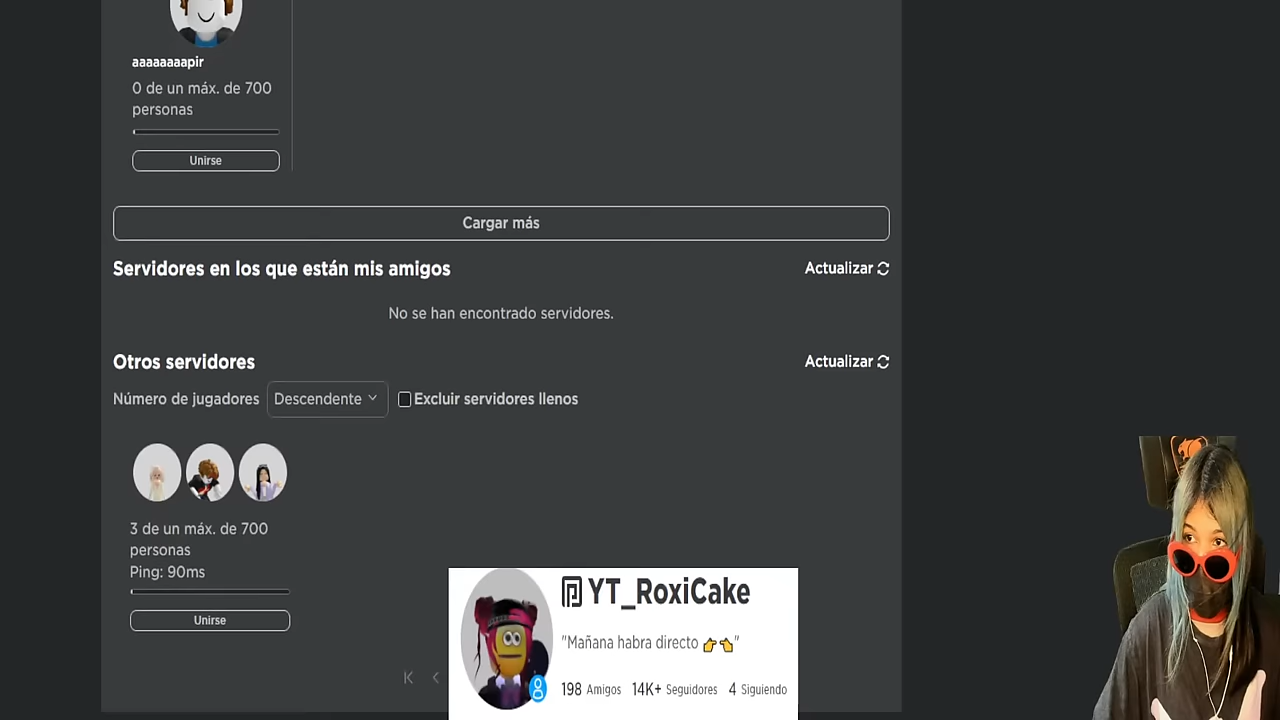 aaaaaaaapir
0 de un máx. de 700
personas
Unirse
Cargar más
Servidores en los que están mis amigos
Actualizar
No se han encontrado servidores.
Otros servidores
Actualizar
Número de jugadores
Descendente
Excluir servidores llenos
3 de un máx. de 700
personas
Ping: 90ms
Unirse
YT_RoxiCake
"Mañana habra directo 👉👈"
198 Amigos 14K+ Seguidores 4 Siguiendo